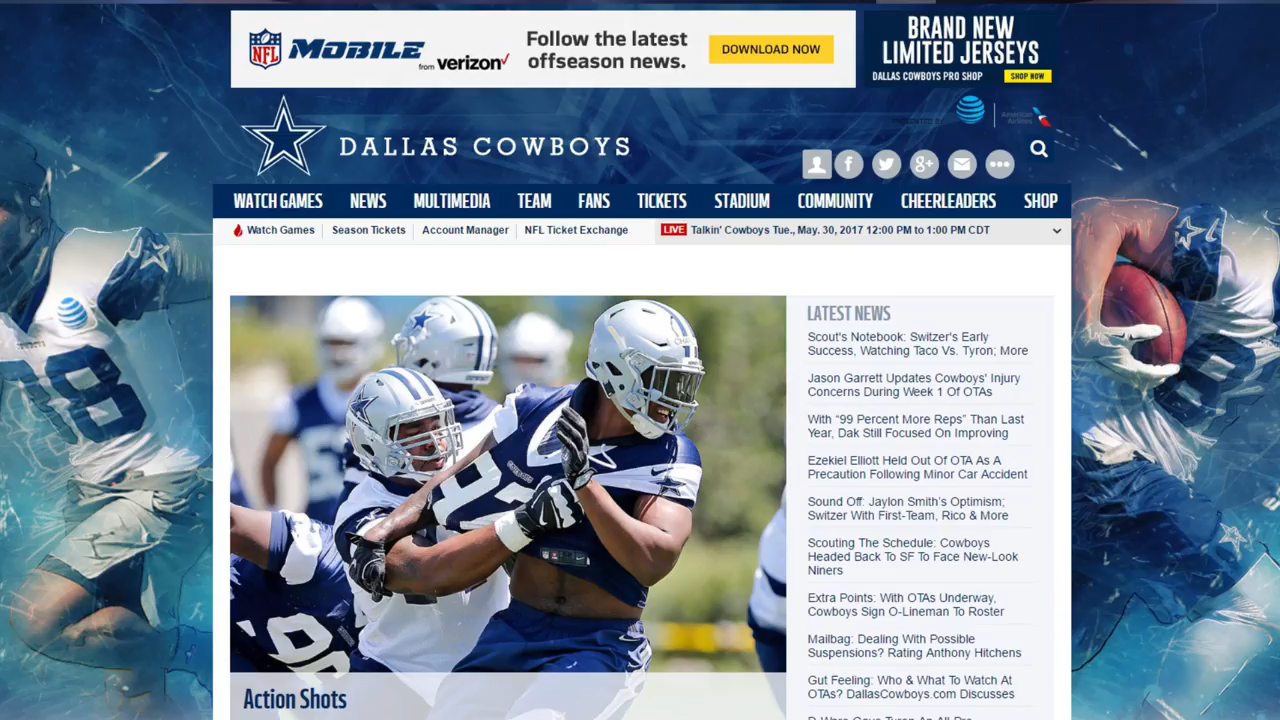 NFL MOBILE from verizon
Follow the latest
offseason news.
DOWNLOAD NOW
BRAND NEW
LIMITED JERSEYS
DALLAS COWBOYS PRO SHOP
SHOP NOW
DALLAS COWBOYS
PRESENTED BY
AT&T
American Airlines
WATCH GAMES NEWS MULTIMEDIA TEAM FANS TICKETS STADIUM COMMUNITY CHEERLEADERS SHOP
Watch Games Season Tickets Account Manager NFL Ticket Exchange
LIVE Talkin' Cowboys Tue., May. 30, 2017 12:00 PM to 1:00 PM CDT
LATEST NEWS
Scout's Notebook: Switzer's Early
Success, Watching Taco Vs. Tyron; More
Jason Garrett Updates Cowboys' Injury
Concerns During Week 1 Of OTAs
With “99 Percent More Reps” Than Last
Year, Dak Still Focused On Improving
Ezekiel Elliott Held Out Of OTA As A
Precaution Following Minor Car Accident
Sound Off: Jaylon Smith’s Optimism;
Switzer With First-Team, Rico & More
Scouting The Schedule: Cowboys
Headed Back To SF To Face New-Look
Niners
Extra Points: With OTAs Underway,
Cowboys Sign O-Lineman To Roster
Mailbag: Dealing With Possible
Suspensions? Rating Anthony Hitchens
Gut Feeling: Who & What To Watch At
OTAs? DallasCowboys.com Discusses
Action Shots